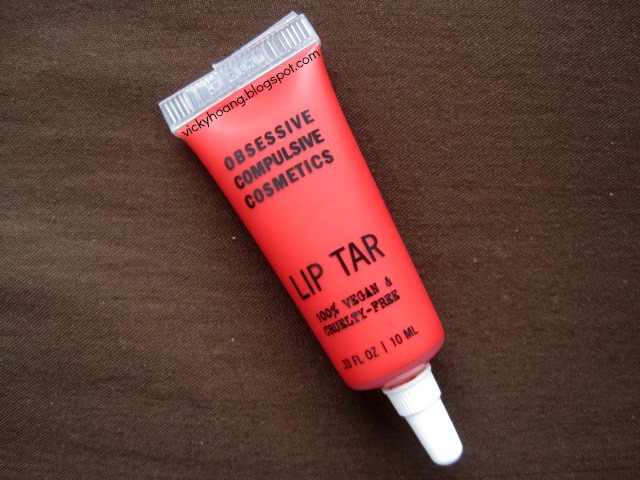 vickyhoang.blogspot.com
OBSESSIVE
COMPULSIVE
COSMETICS
LIP TAR
100% VEGAN &
CRUELTY-FREE
.33 FL OZ | 10 ML